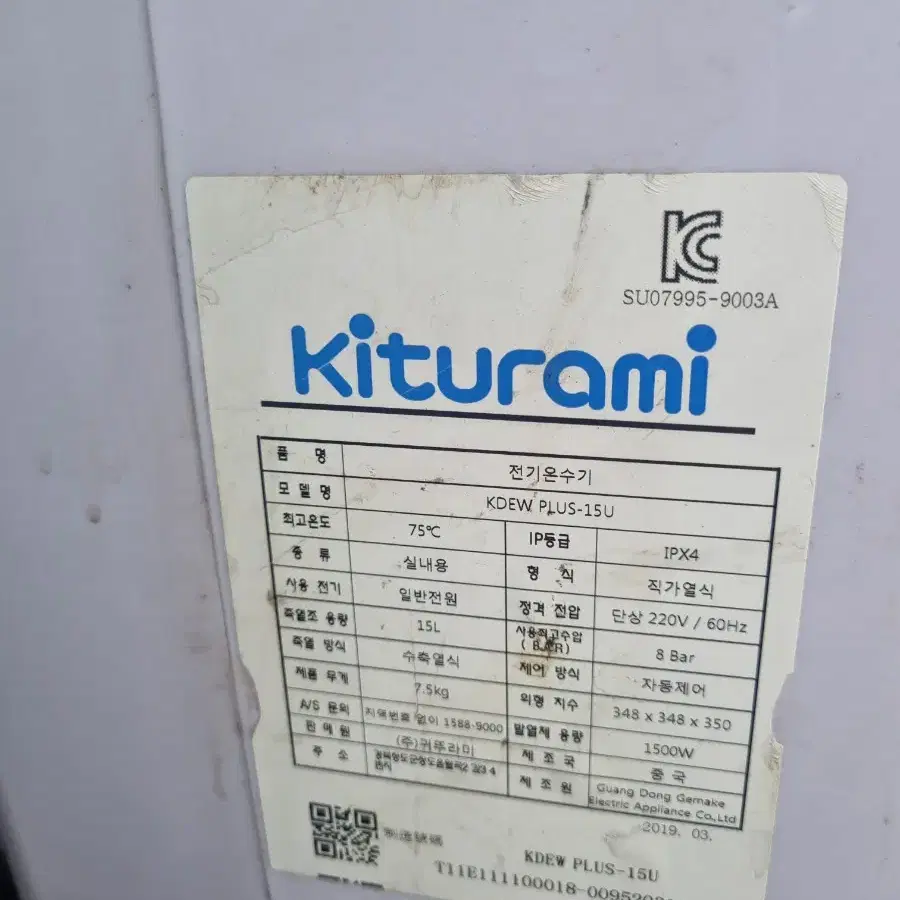 KC
SU07995-9003A
Kiturami
품 명 전기온수기
모 델 명 KDEW PLUS-15U
최고온도 75℃ IP등급 IPX4
종 류 실내용 형 식 직가열식
사용 전기 일반전원 정격 전압 단상 220V / 60Hz
축열조 용량 15L 사용최고수압 (BAR) 8 Bar
축열 방식 수축열식 제어 방식 자동제어
제품 무게 7.5kg 외형 치수 348 x 348 x 350
A/S 문의 지역번호 없이 1588-9000 발열체 용량 1500W
판 매 원 (주)귀뚜라미 제 조 국 중 국
주 소 제 조 원 Guang Dong Gemake Electric Appliance Co.,Ltd
2019. 03.
KDEW PLUS-15U
T11E111100018-009520